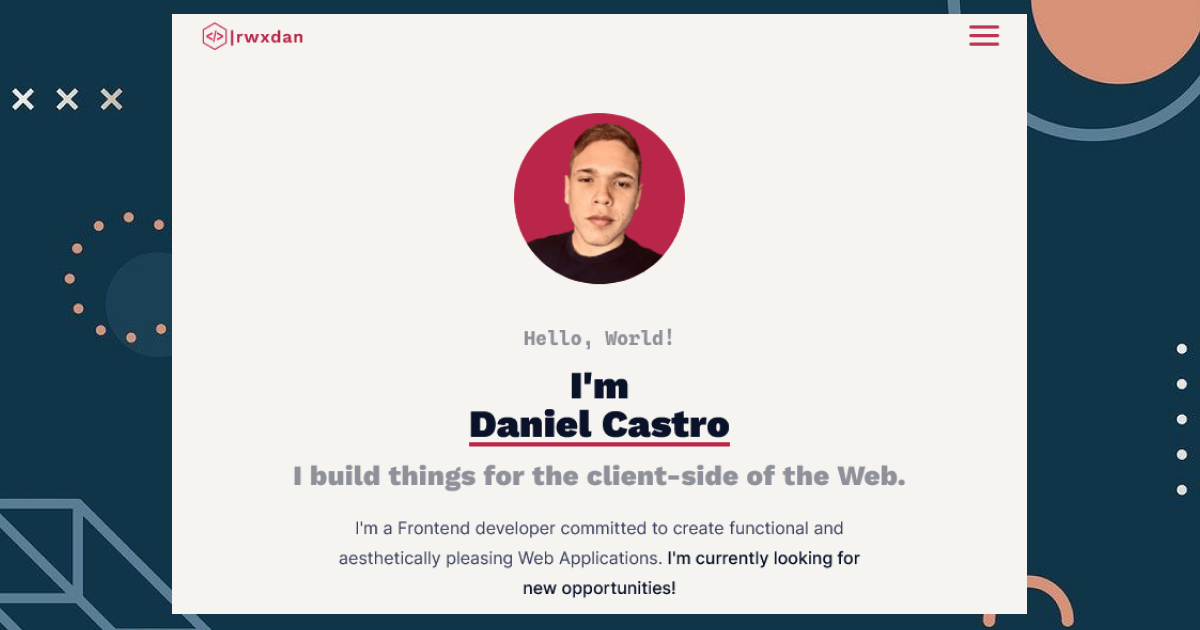 </>|rwxdan
Hello, World!
I'm
Daniel Castro
I build things for the client-side of the Web.
I'm a Frontend developer committed to create functional and
aesthetically pleasing Web Applications. I'm currently looking for
new opportunities!